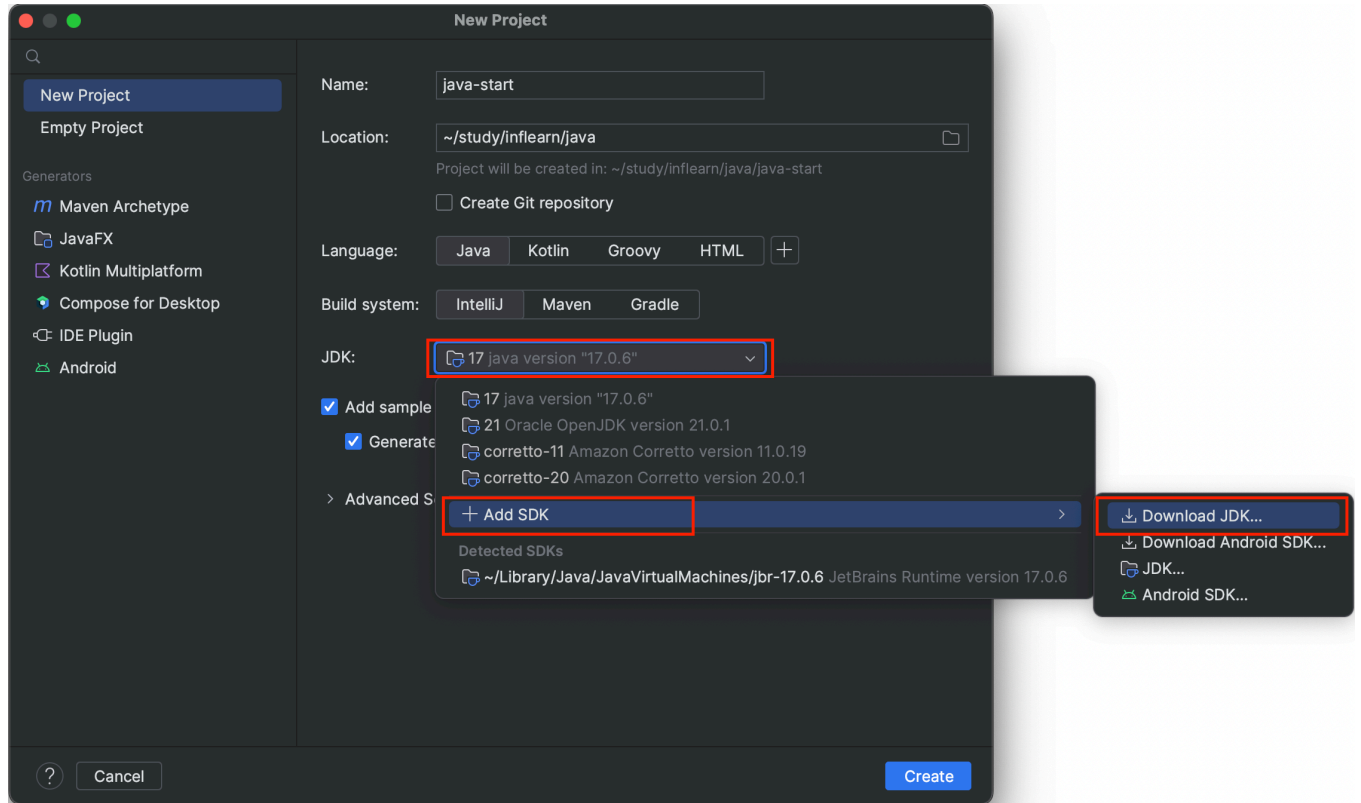 New Project
New Project
Empty Project
Generators
Maven Archetype
JavaFX
Kotlin Multiplatform
Compose for Desktop
IDE Plugin
Android
Name: java-start
Location: ~/study/inflearn/java
Project will be created in: ~/study/inflearn/java/java-start
Create Git repository
Language: Java Kotlin Groovy HTML
Build system: IntelliJ Maven Gradle
JDK: 17 java version "17.0.6"
17 java version "17.0.6"
Add sample
21 Oracle OpenJDK version 21.0.1
Generate
corretto-11 Amazon Corretto version 11.0.19
corretto-20 Amazon Corretto version 20.0.1
Advanced S
Add SDK
Detected SDKs
~/Library/Java/JavaVirtualMachines/jbr-17.0.6 JetBrains Runtime version 17.0.6
Download JDK...
Download Android SDK...
JDK...
Android SDK...
? Cancel Create